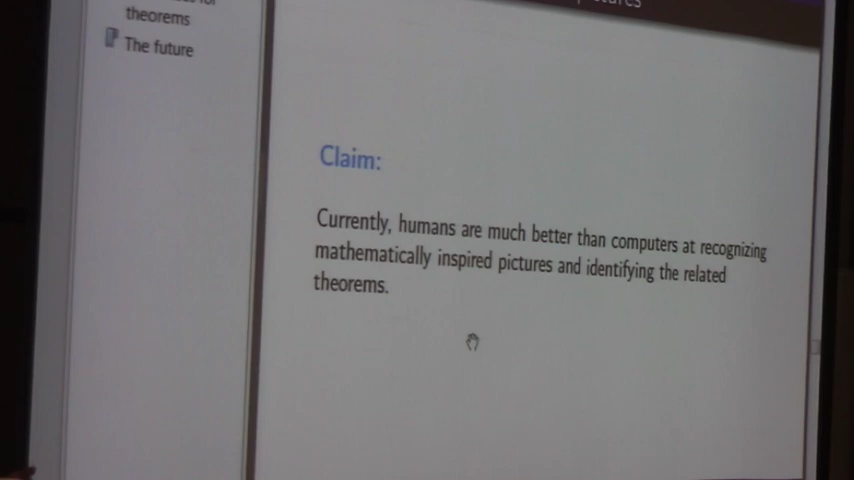 theorems
The future
Claim:
Currently, humans are much better than computers at recognizing
mathematically inspired pictures and identifying the related
theorems.